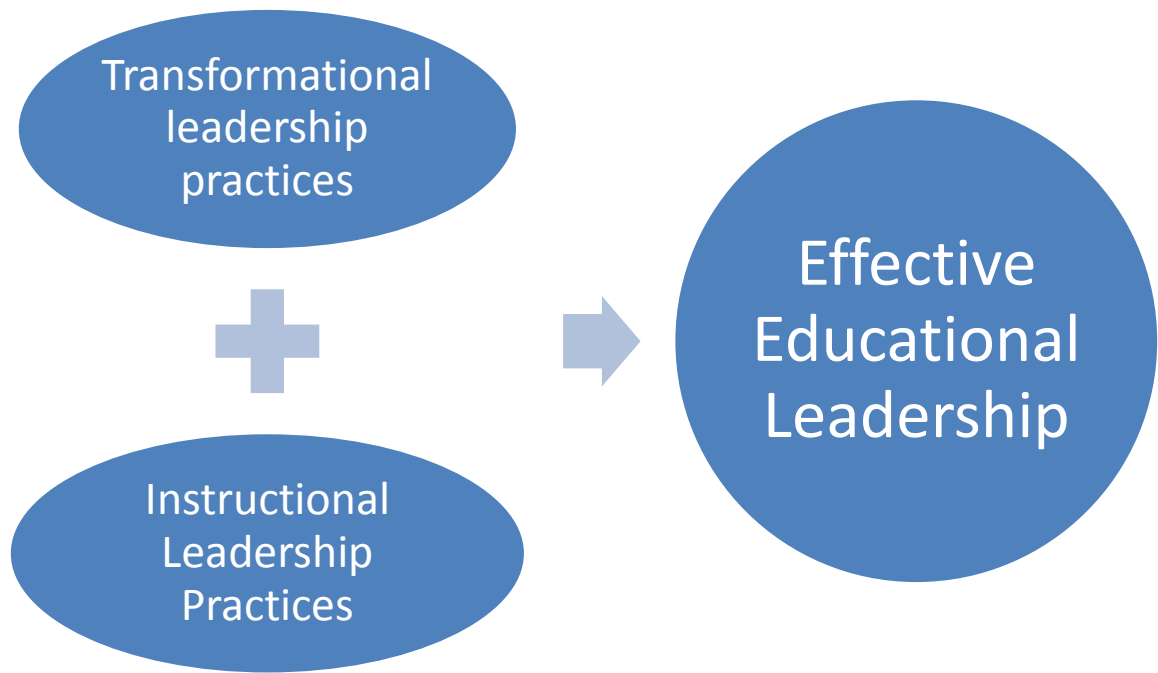 Transformational
leadership
practices
Instructional
Leadership
Practices
Effective
Educational
Leadership